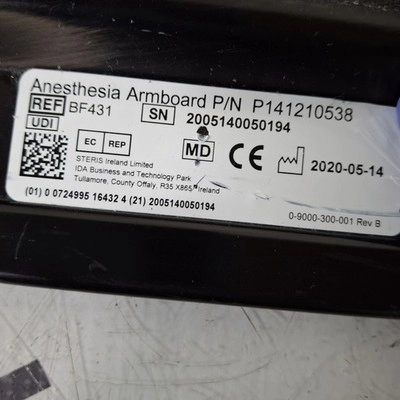 Anesthesia Armboard P/N P141210538
REF BF431 SN 2005140050194
UDI
EC REP MD CE 2020-05-14
STERIS Ireland Limited
IDA Business and Technology Park
Tullamore, County Offaly, R35 X865 Ireland
(01) 0 0724995 16432 4 (21) 2005140050194
0-9000-300-001 Rev B